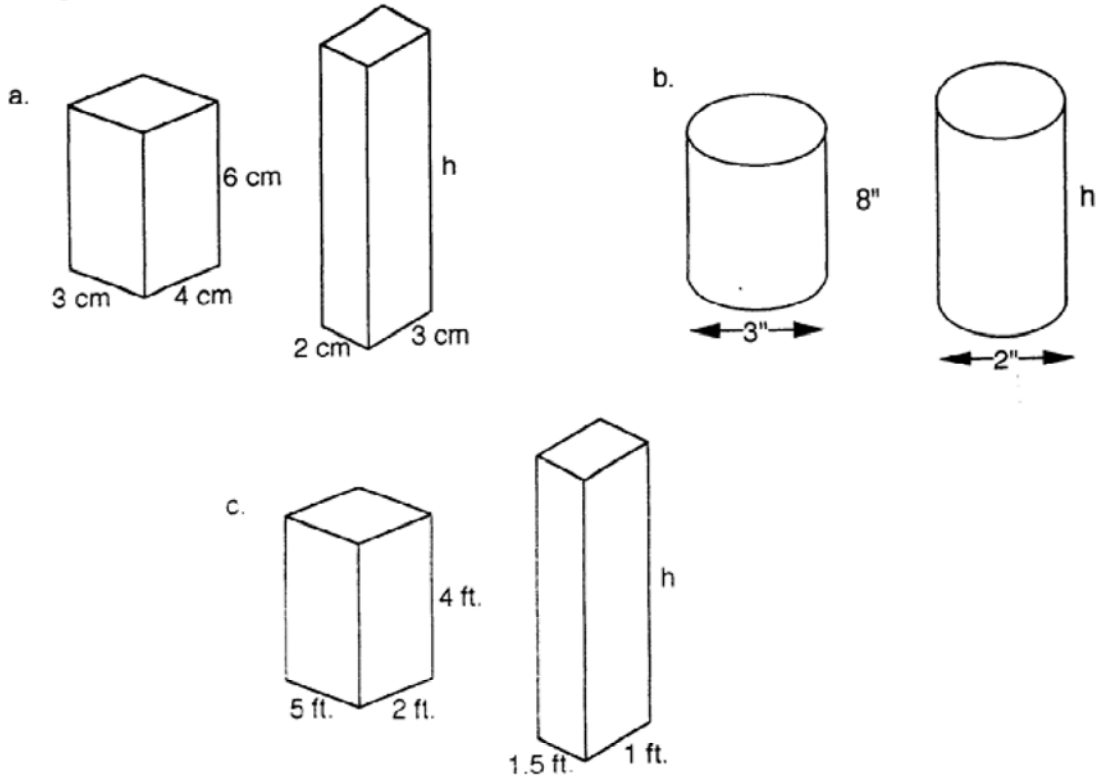 a.
6 cm
h
3 cm
4 cm
2 cm
3 cm
b.
8"
h
3"
2"
c.
4 ft.
h
5 ft.
2 ft.
1.5 ft.
1 ft.